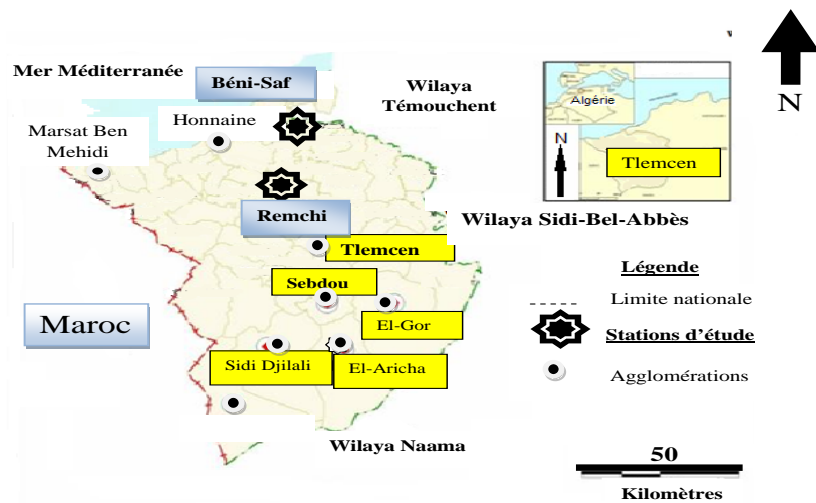 Mer Méditerranée
Béni-Saf
Wilaya
Témouchent
Honnaine
Marsat Ben
Mehidi
Remchi
Wilaya Sidi-Bel-Abbès
Tlemcen
Sebdou
El-Gor
Maroc
Sidi Djilali
El-Aricha
Wilaya Naama
Algérie
N
Tlemcen
N
Légende
Limite nationale
Stations d'étude
Agglomérations
50
Kilomètres